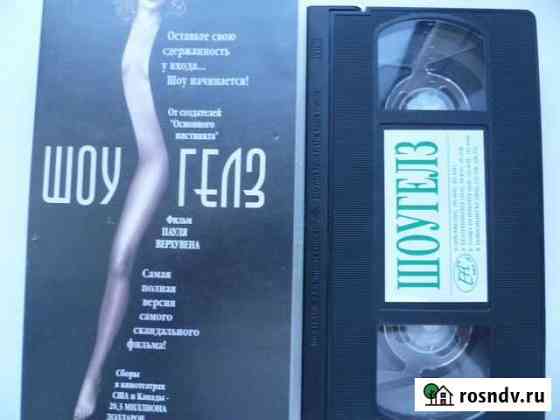 Оставьте свою
сдержанность
у входа...
Шоу начинается!
От создателей
"Основного
инстинкта"
ШОУ ГЕЛЗ
Фильм
ПАУЛЯ
ВЕРХУВЕНА
Самая
полная
версия
самого
скандального
фильма!
Сборы
в кинотеатрах
США и Канады -
20,3 МИЛЛИОНА
ДОЛЛАРОВ
ШОУГЕЛЗ
rosndv.ru